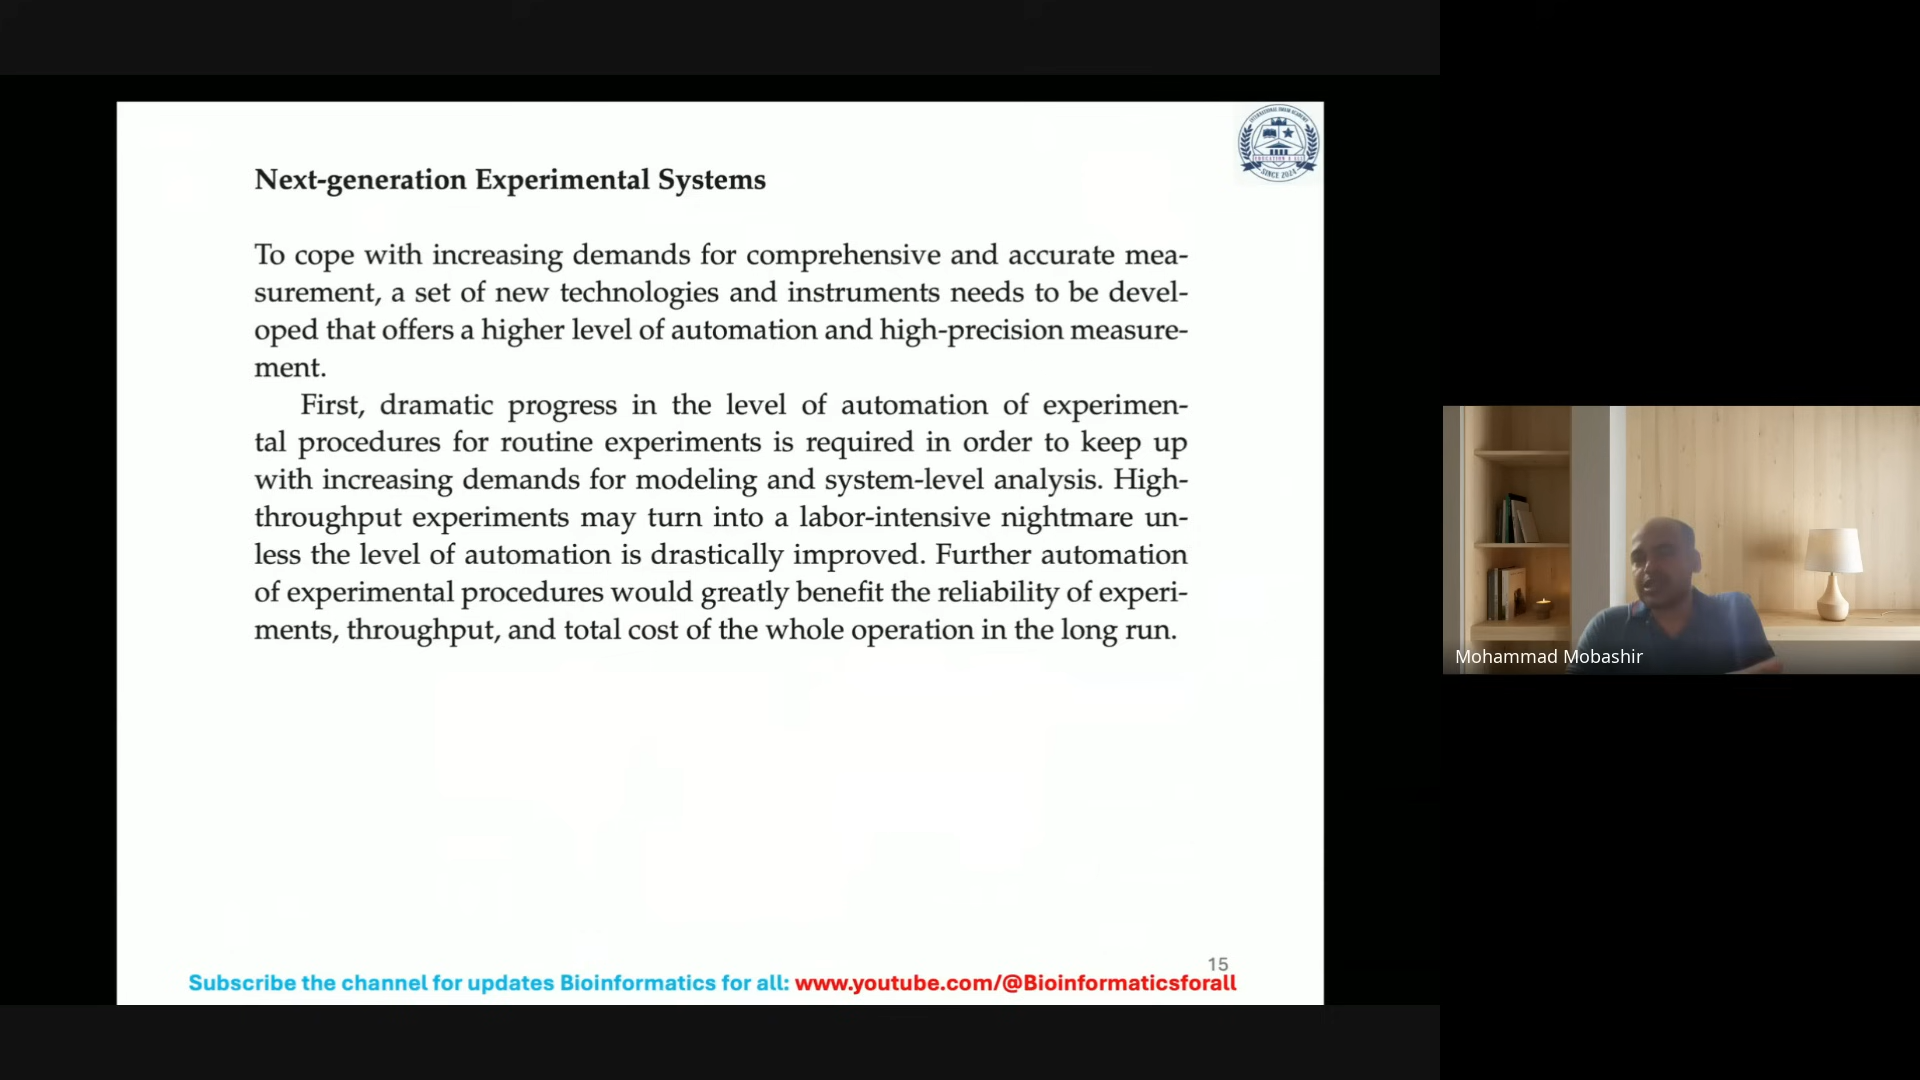 Next-generation Experimental Systems
To cope with increasing demands for comprehensive and accurate mea-
surement, a set of new technologies and instruments needs to be devel-
oped that offers a higher level of automation and high-precision measure-
ment.
First, dramatic progress in the level of automation of experimen-
tal procedures for routine experiments is required in order to keep up
with increasing demands for modeling and system-level analysis. High-
throughput experiments may turn into a labor-intensive nightmare un-
less the level of automation is drastically improved. Further automation
of experimental procedures would greatly benefit the reliability of experi-
ments, throughput, and total cost of the whole operation in the long run.
15
Subscribe the channel for updates Bioinformatics for all: www.youtube.com/@Bioinformaticsforall
SINCE 2024
Mohammad Mobashir